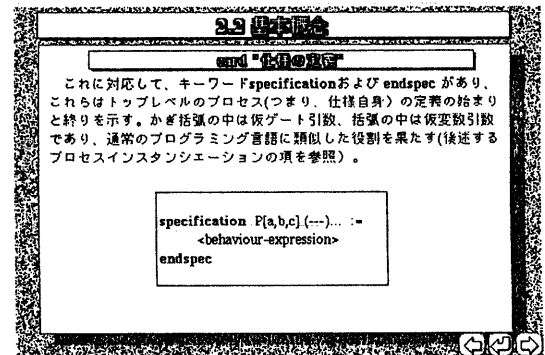 2.2 基本概念
card "仕様の定義"
これに対応して、キーワードspecificationおよび endspec があり、
これらはトップレベルのプロセス(つまり、仕様自身）の定義の始まり
と終りを示す。かぎ括弧の中は仮ゲート引数、括弧の中は仮変数引数
であり、通常のプログラミング言語に類似した役割を果たす(後述する
プロセスインスタンシエーションの項を参照）。
specification P[a,b,c] (---)... :=
<behaviour-expression>
endspec